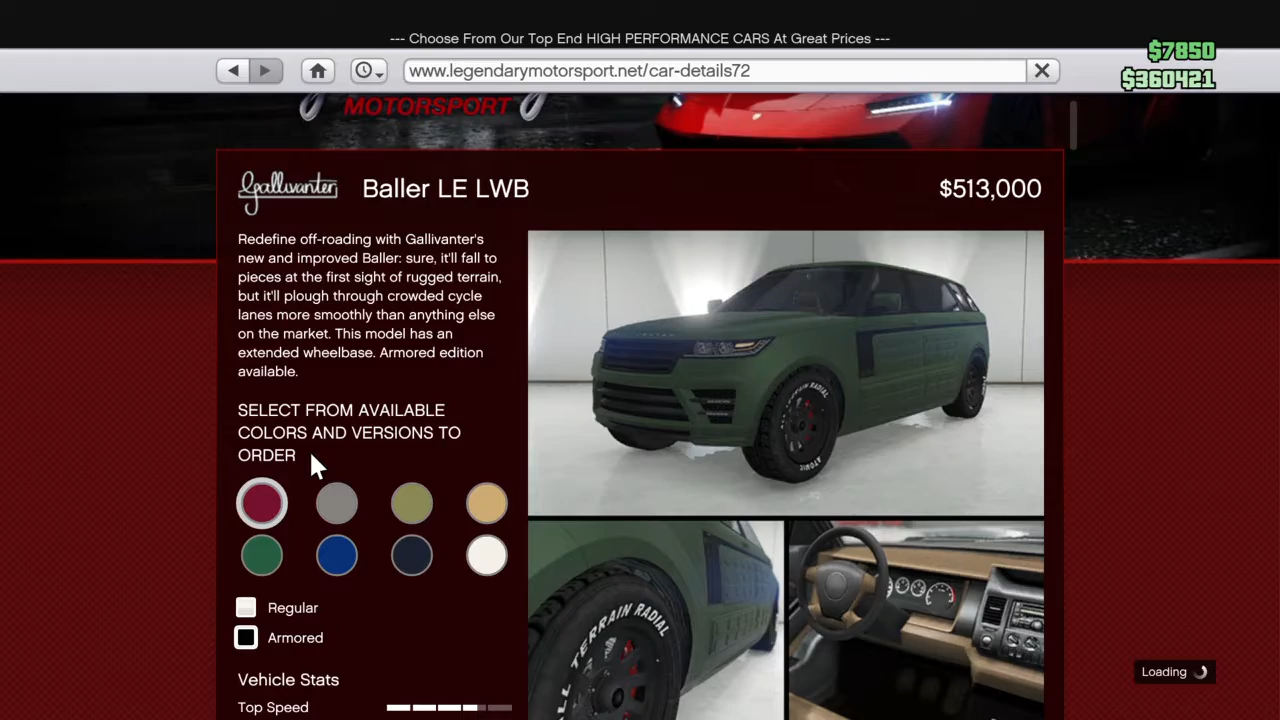 --- Choose From Our Top End HIGH PERFORMANCE CARS At Great Prices ---
$7850
www.legendarymotorsport.net/car-details72
$360421
MOTORSPORT
Gallivanter
Baller LE LWB
$513,000
Redefine off-roading with Gallivanter's
new and improved Baller: sure, it'll fall to
pieces at the first sight of rugged terrain,
but it'll plough through crowded cycle
lanes more smoothly than anything else
on the market. This model has an
extended wheelbase. Armored edition
available.
SELECT FROM AVAILABLE
COLORS AND VERSIONS TO
ORDER
Regular
Armored
Vehicle Stats
Top Speed
ALL TERRAIN RADIAL
ATOMIC
TERRAIN RADIAL
Loading